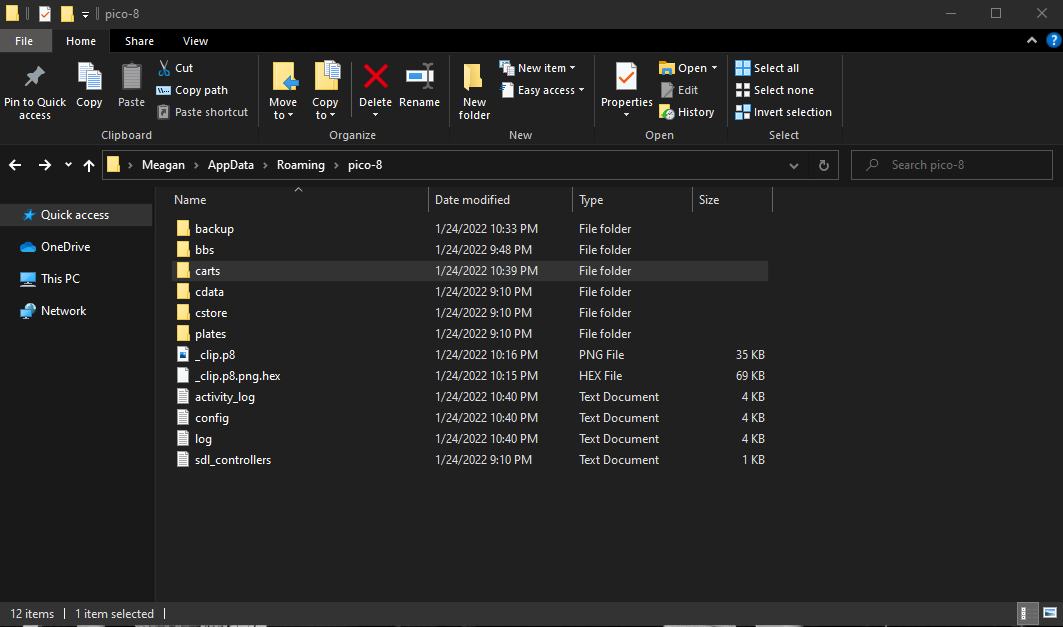 pico-8
File Home Share View
Pin to Quick access
Copy
Paste
Cut
Copy path
Paste shortcut
Clipboard
Move to
Copy to
Delete
Rename
Organize
New folder
New item
Easy access
New
Properties
Open
Edit
History
Open
Select all
Select none
Invert selection
Select
Meagan > AppData > Roaming > pico-8
Search pico-8
Quick access
OneDrive
This PC
Network
Name Date modified Type Size
backup 1/24/2022 10:33 PM File folder
bbs 1/24/2022 9:48 PM File folder
carts 1/24/2022 10:39 PM File folder
cdata 1/24/2022 9:10 PM File folder
cstore 1/24/2022 9:10 PM File folder
plates 1/24/2022 9:10 PM File folder
_clip.p8 1/24/2022 10:16 PM PNG File 35 KB
_clip.p8.png.hex 1/24/2022 10:15 PM HEX File 69 KB
activity_log 1/24/2022 10:40 PM Text Document 4 KB
config 1/24/2022 10:40 PM Text Document 4 KB
log 1/24/2022 10:40 PM Text Document 4 KB
sdl_controllers 1/24/2022 9:10 PM Text Document 1 KB
12 items | 1 item selected |